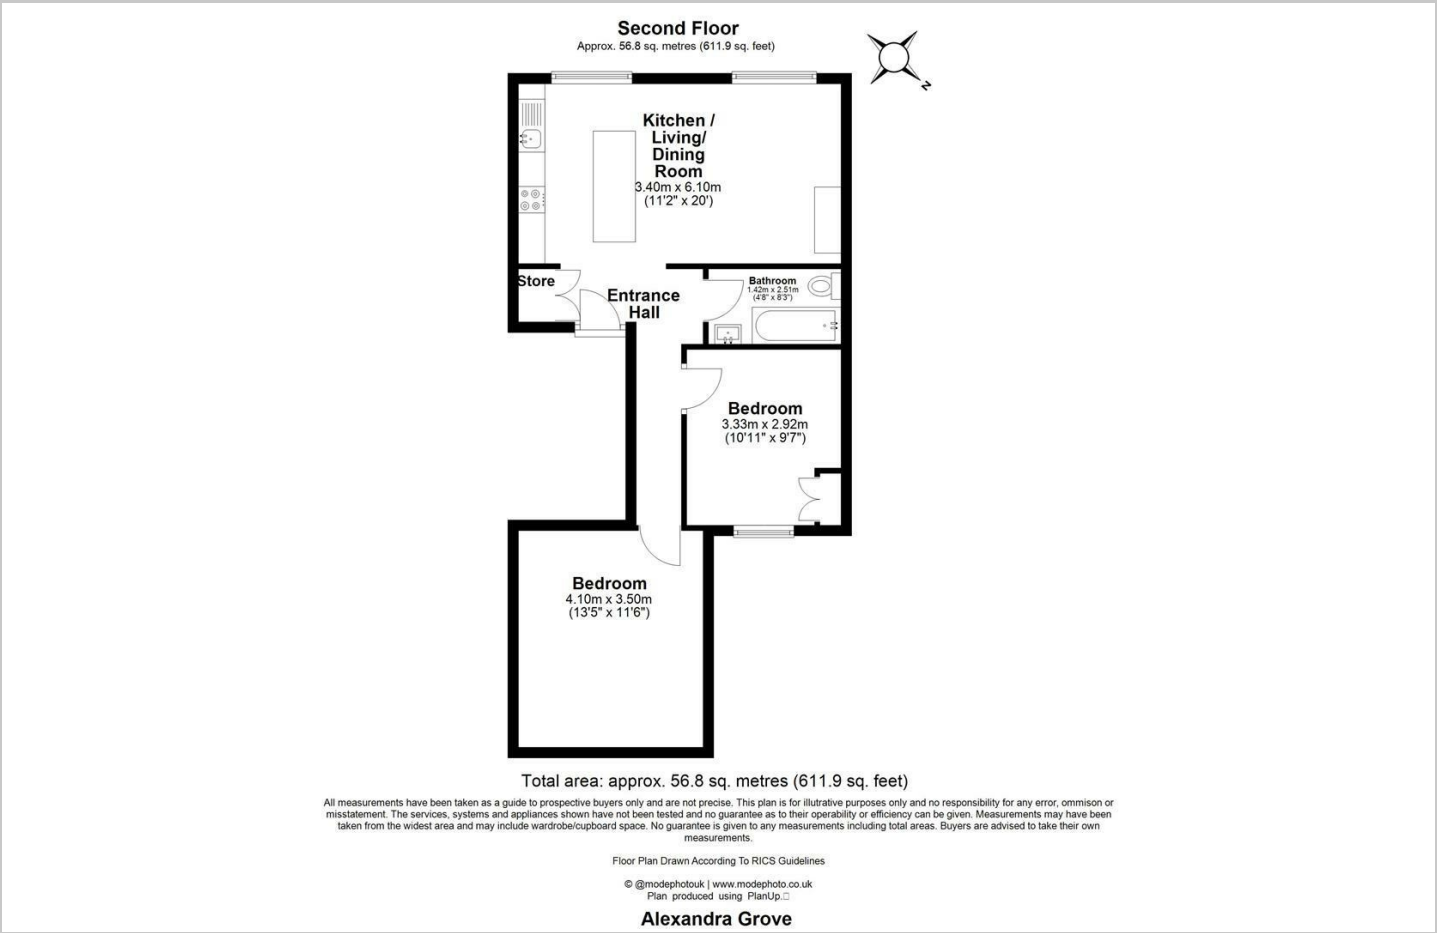 Second Floor
Approx. 56.8 sq. metres (611.9 sq. feet)
N
Kitchen /
Living/
Dining
Room
3.40m x 6.10m
(11'2" x 20')
Store
Entrance
Hall
Bathroom
1.42m x 2.51m
(4'8" x 8'3")
Bedroom
3.33m x 2.92m
(10'11" x 9'7")
Bedroom
4.10m x 3.50m
(13'5" x 11'6")
Total area: approx. 56.8 sq. metres (611.9 sq. feet)
All measurements have been taken as a guide to prospective buyers only and are not precise. This plan is for illutrative purposes only and no responsibility for any error, ommison or
misstatement. The services, systems and appliances shown have not been tested and no guarantee as to their operability or efficiency can be given. Measurements may have been
taken from the widest area and may include wardrobe/cupboard space. No guarantee is given to any measurements including total areas. Buyers are advised to take their own
measurements.
Floor Plan Drawn According To RICS Guidelines
© @modephotouk | www.modephoto.co.uk
Plan produced using PlanUp.
Alexandra Grove